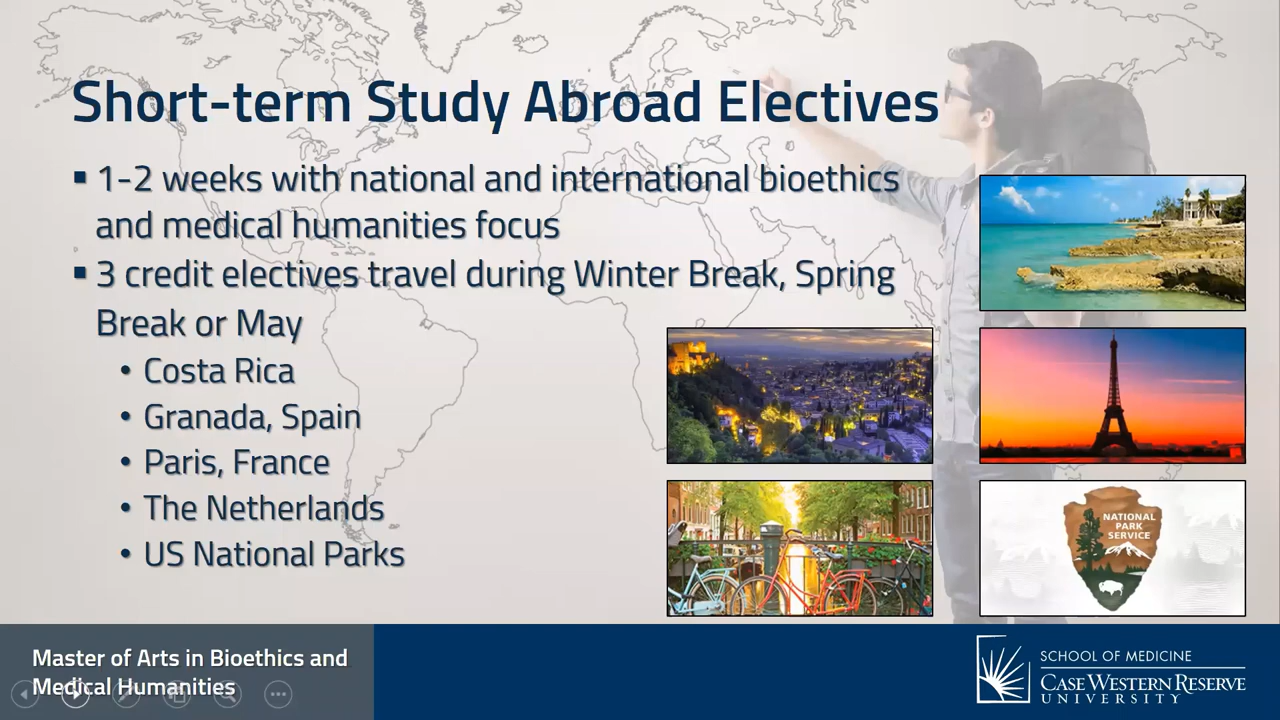 Short-term Study Abroad Electives
▪ 1-2 weeks with national and international bioethics
and medical humanities focus
▪ 3 credit electives travel during Winter Break, Spring
Break or May
• Costa Rica
• Granada, Spain
• Paris, France
• The Netherlands
• US National Parks
NATIONAL
PARK
SERVICE
Master of Arts in Bioethics and
Medical Humanities
SCHOOL OF MEDICINE
CASE WESTERN RESERVE
UNIVERSITY